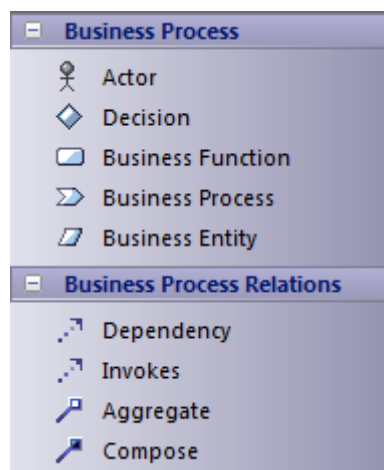 Business Process
Actor
Decision
Business Function
Business Process
Business Entity
Business Process Relations
Dependency
Invokes
Aggregate
Compose